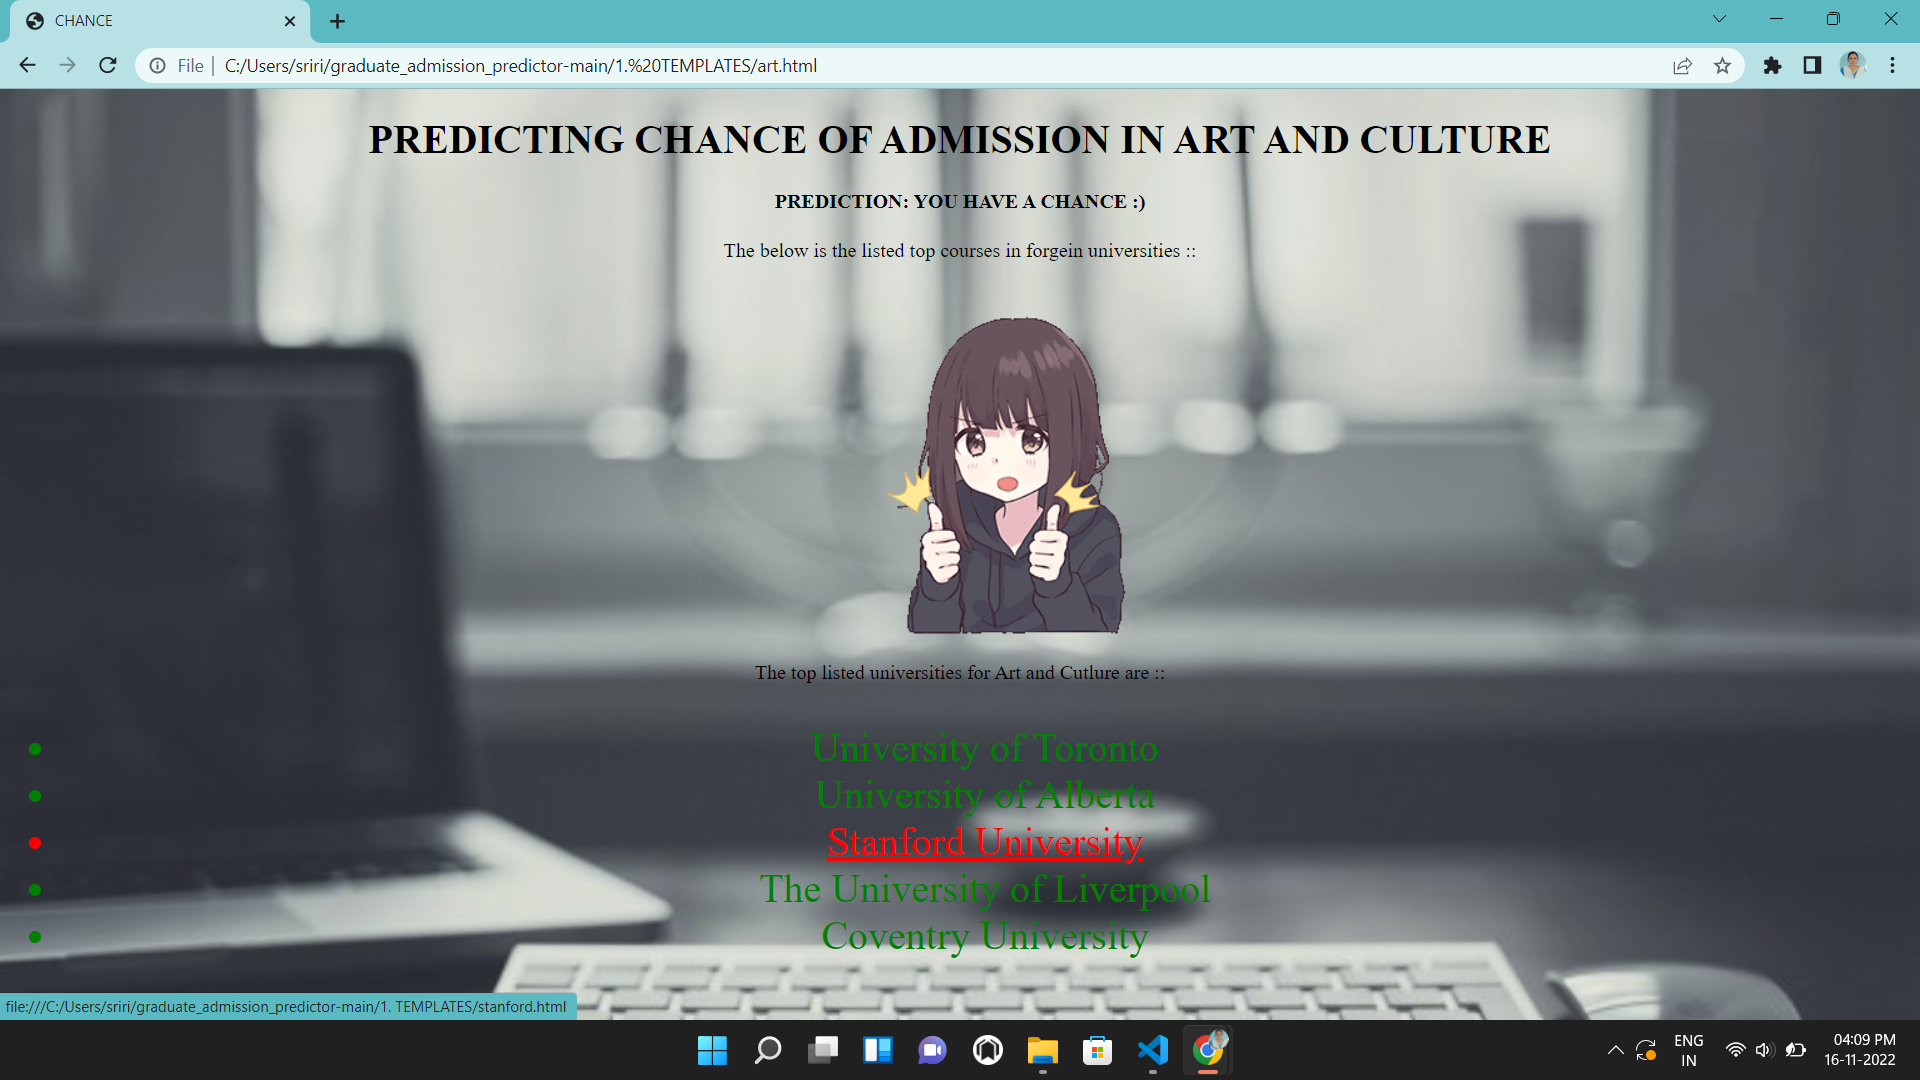 CHANCE
File | C:/Users/sriri/graduate_admission_predictor-main/1.%20TEMPLATES/art.html
PREDICTING CHANCE OF ADMISSION IN ART AND CULTURE
PREDICTION: YOU HAVE A CHANCE :)
The below is the listed top courses in forgein universities ::
The top listed universities for Art and Cutlure are ::
University of Toronto
University of Alberta
Stanford University
The University of Liverpool
Coventry University
file:///C:/Users/sriri/graduate_admission_predictor-main/1. TEMPLATES/stanford.html
ENG
IN
04:09 PM
16-11-2022